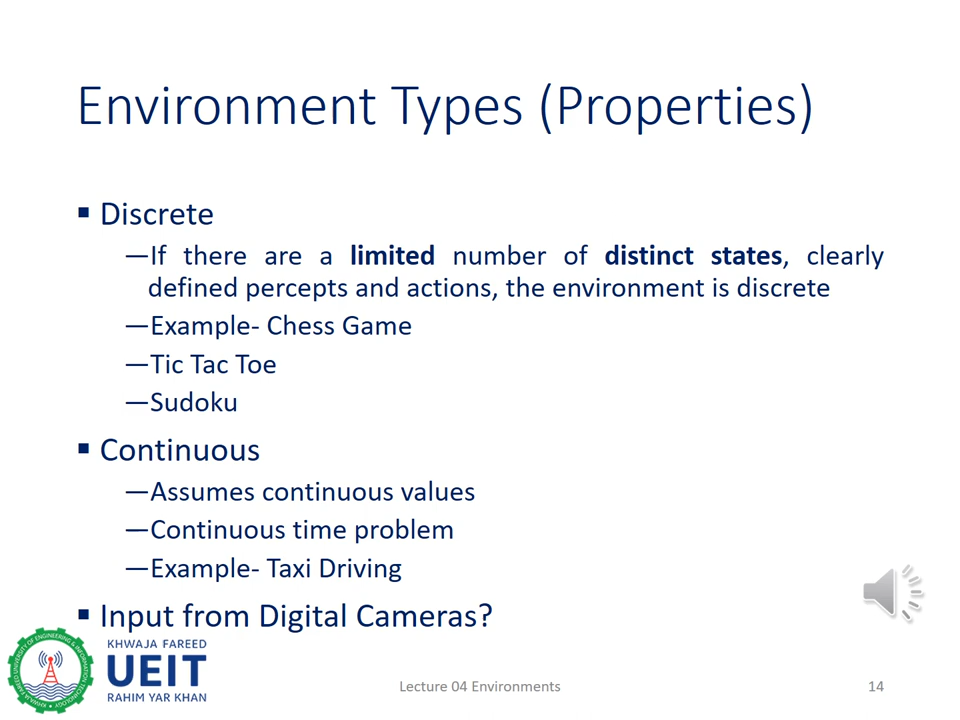 Environment Types (Properties)
▪ Discrete
—If there are a limited number of distinct states, clearly
defined percepts and actions, the environment is discrete
—Example- Chess Game
—Tic Tac Toe
—Sudoku
▪ Continuous
—Assumes continuous values
—Continuous time problem
—Example- Taxi Driving
▪ Input from Digital Cameras?
KHWAJA FAREED
UEIT
RAHIM YAR KHAN
Lecture 04 Environments
14